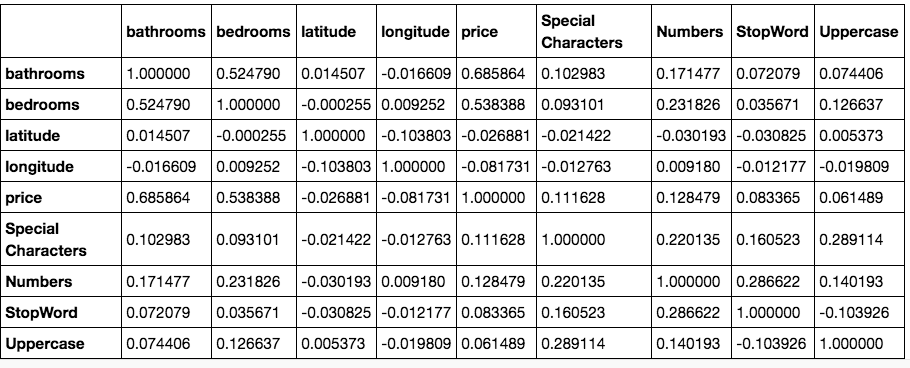 bathrooms bedrooms latitude longitude price Special Characters Numbers StopWord Uppercase
bathrooms 1.000000 0.524790 0.014507 -0.016609 0.685864 0.102983 0.171477 0.072079 0.074406
bedrooms 0.524790 1.000000 -0.000255 0.009252 0.538388 0.093101 0.231826 0.035671 0.126637
latitude 0.014507 -0.000255 1.000000 -0.103803 -0.026881 -0.021422 -0.030193 -0.030825 0.005373
longitude -0.016609 0.009252 -0.103803 1.000000 -0.081731 -0.012763 0.009180 -0.012177 -0.019809
price 0.685864 0.538388 -0.026881 -0.081731 1.000000 0.111628 0.128479 0.083365 0.061489
Special Characters 0.102983 0.093101 -0.021422 -0.012763 0.111628 1.000000 0.220135 0.160523 0.289114
Numbers 0.171477 0.231826 -0.030193 0.009180 0.128479 0.220135 1.000000 0.286622 0.140193
StopWord 0.072079 0.035671 -0.030825 -0.012177 0.083365 0.160523 0.286622 1.000000 -0.103926
Uppercase 0.074406 0.126637 0.005373 -0.019809 0.061489 0.289114 0.140193 -0.103926 1.000000